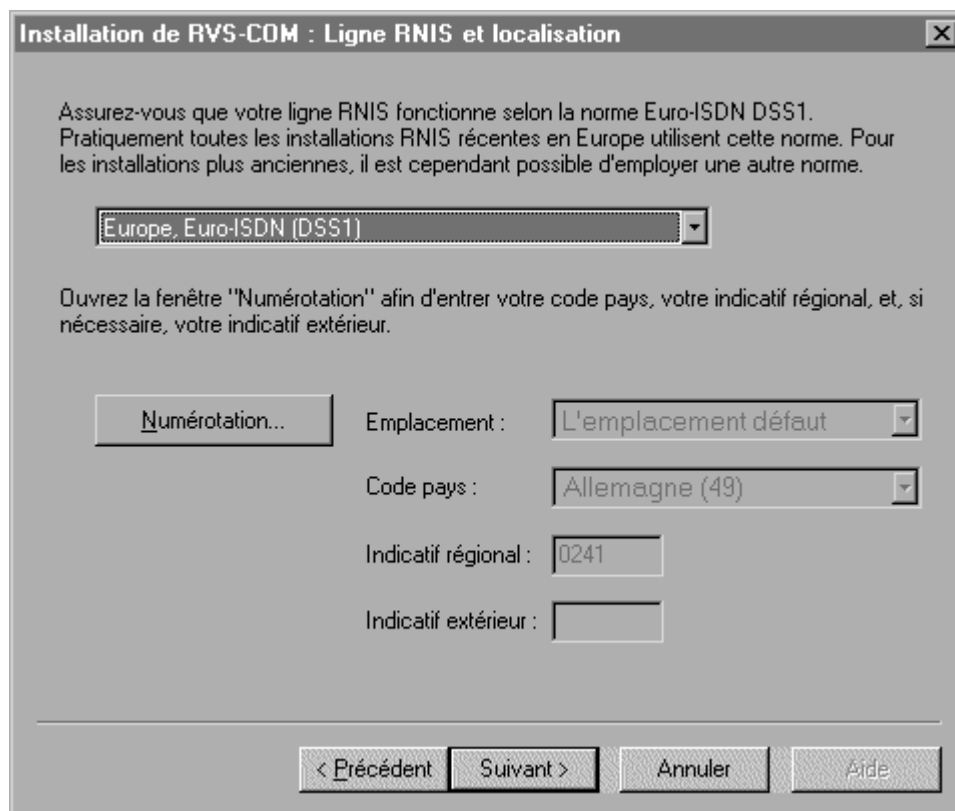 Installation de RVS-COM : Ligne RNIS et localisation
Assurez-vous que votre ligne RNIS fonctionne selon la norme Euro-ISDN DSS1.
Pratiquement toutes les installations RNIS récentes en Europe utilisent cette norme. Pour
les installations plus anciennes, il est cependant possible d'employer une autre norme.
Europe, Euro-ISDN (DSS1)
Ouvrez la fenêtre "Numérotation" afin d'entrer votre code pays, votre indicatif régional, et, si
nécessaire, votre indicatif extérieur.
Numérotation...
Emplacement :
L'emplacement défaut
Code pays :
Allemagne (49)
Indicatif régional :
0241
Indicatif extérieur :
< Précédent
Suivant >
Annuler
Aide